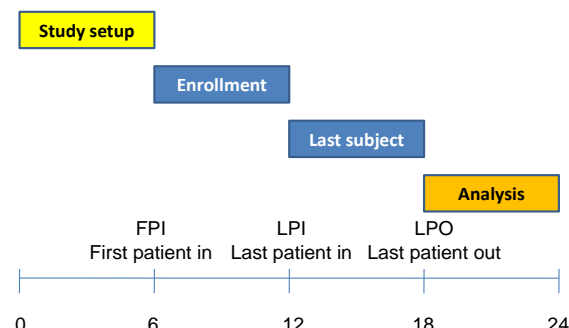 Study setup
Enrollment
Last subject
Analysis
FPI LPI LPO
First patient in Last patient in Last patient out
0 6 12 18 24